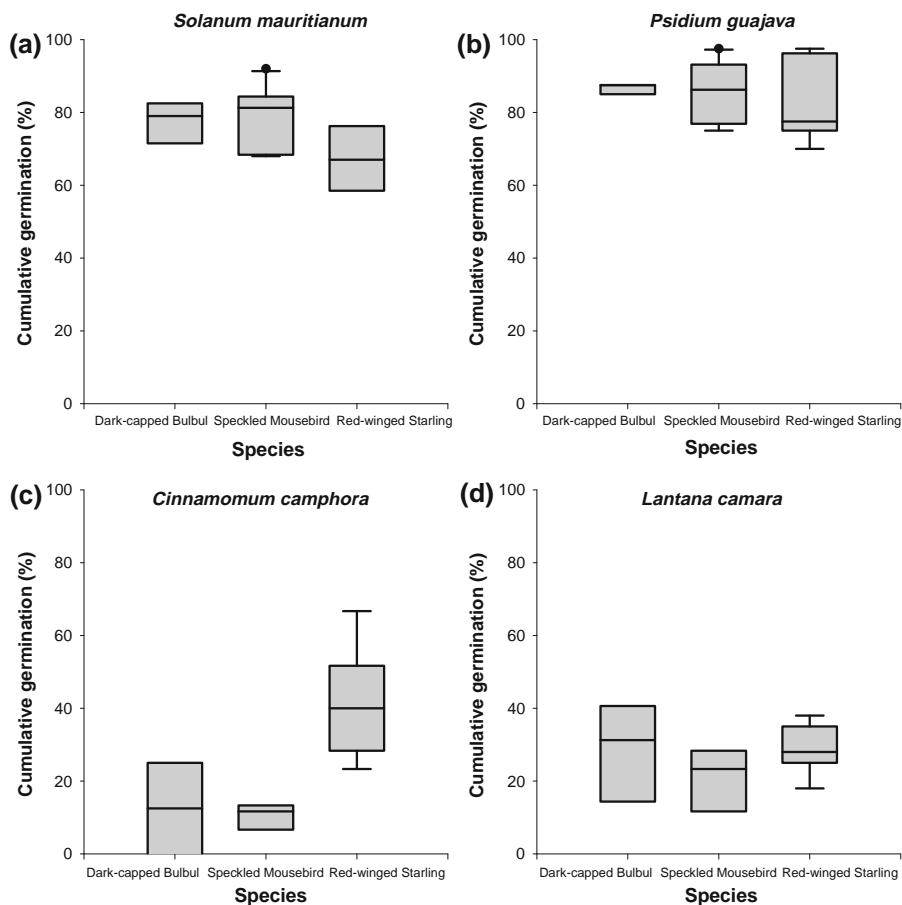 (a)
Solanum mauritianum
Cumulative germination (%)
100
80
60
40
20
0
Dark-capped Bulbul Speckled Mousebird Red-winged Starling
Species
(b)
Psidium guajava
Cumulative germination (%)
100
80
60
40
20
0
Dark-capped Bulbul Speckled Mousebird Red-winged Starling
Species
(c)
Cinnamomum camphora
Cumulative germination (%)
100
80
60
40
20
0
Dark-capped Bulbul Speckled Mousebird Red-winged Starling
Species
(d)
Lantana camara
Cumulative germination (%)
100
80
60
40
20
0
Dark-capped Bulbul Speckled Mousebird Red-winged Starling
Species